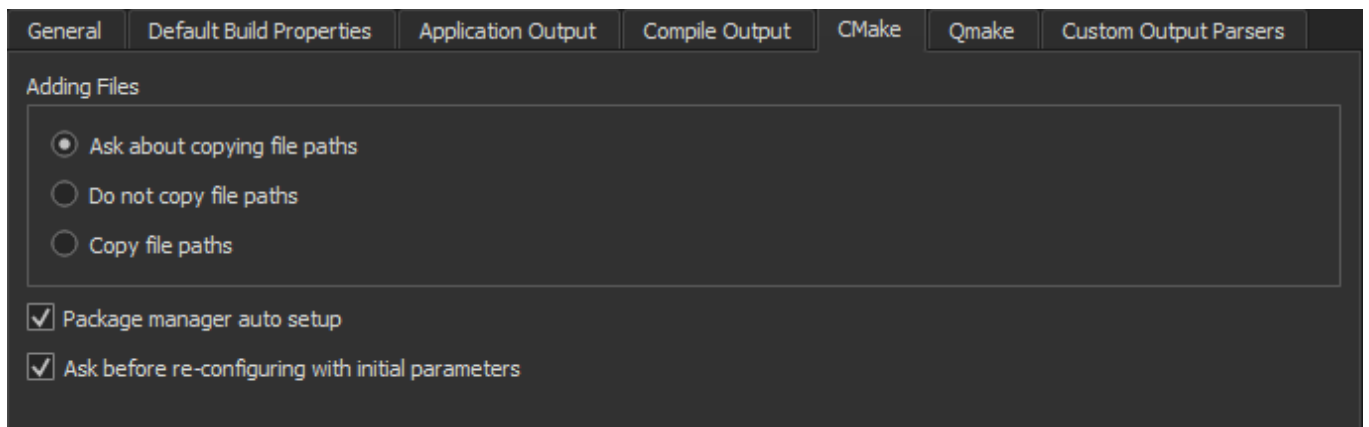 General Default Build Properties Application Output Compile Output CMake Qmake Custom Output Parsers
Adding Files
Ask about copying file paths
Do not copy file paths
Copy file paths
Package manager auto setup
Ask before re-configuring with initial parameters